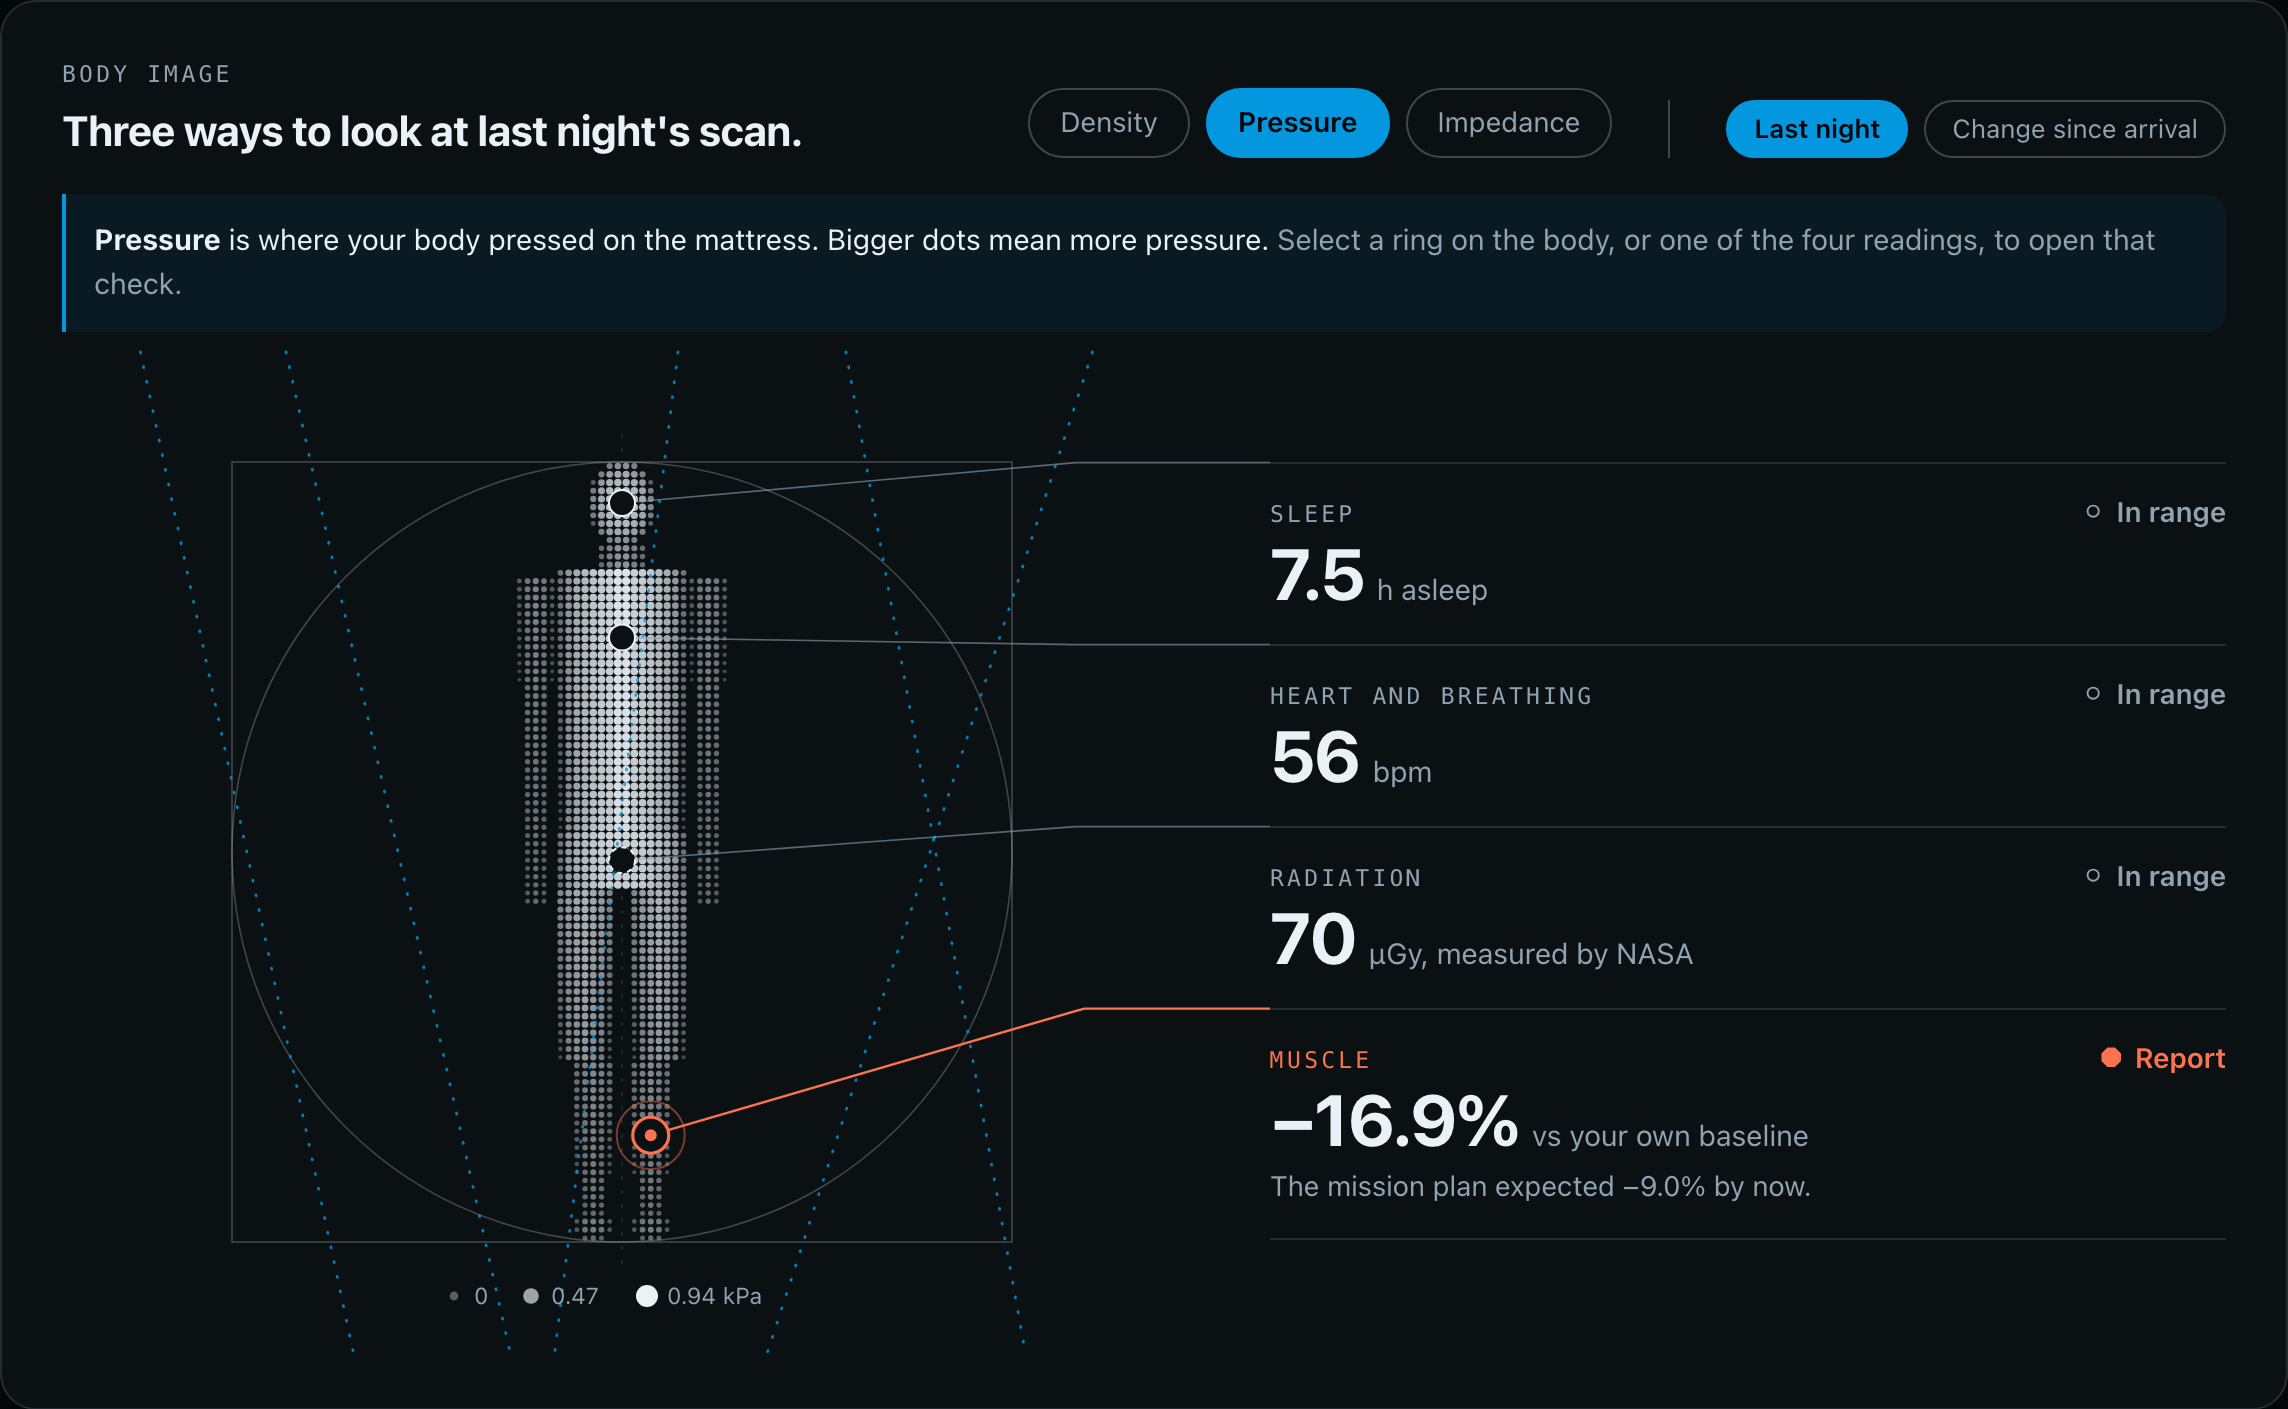 BODY IMAGE
Three ways to look at last night's scan.
Density
Pressure
Impedance
Last night
Change since arrival
Pressure is where your body pressed on the mattress. Bigger dots mean more pressure. Select a ring on the body, or one of the four readings, to open that
check.
SLEEP
In range
7.5 h asleep
HEART AND BREATHING
In range
56 bpm
RADIATION
In range
70 µGy, measured by NASA
MUSCLE
Report
−16.9% vs your own baseline
The mission plan expected −9.0% by now.
0
0.47
0.94 kPa